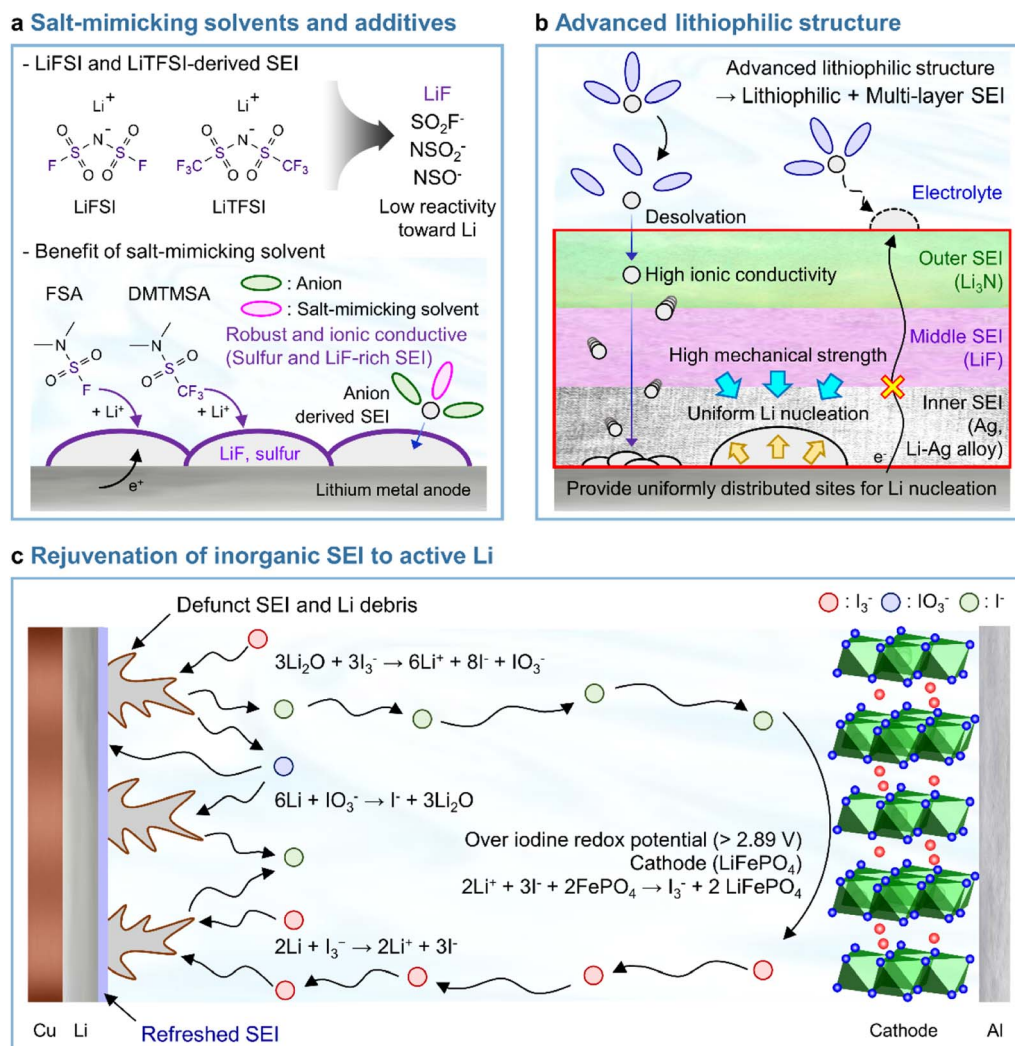 a Salt-mimicking solvents and additives
- LiFSI and LiTFSI-derived SEI
Li⁺
O O
N⁻
S S
F O O F
LiFSI
Li⁺
O O
N⁻
S S
F₃C O O CF₃
LiTFSI
LiF
SO₂F⁻
NSO₂⁻
NSO⁻
Low reactivity
toward Li
- Benefit of salt-mimicking solvent
FSA
N
S O
O F
DMTMSA
N
S O
O CF₃
: Anion
: Salt-mimicking solvent
Robust and ionic conductive
(Sulfur and LiF-rich SEI)
+ Li⁺
+ Li⁺
Anion
derived SEI
LiF, sulfur
e⁺
Lithium metal anode
b Advanced lithiophilic structure
Advanced lithiophilic structure
→ Lithiophilic + Multi-layer SEI
Electrolyte
Desolvation
High ionic conductivity
Outer SEI
(Li₃N)
Middle SEI
(LiF)
High mechanical strength
Uniform Li nucleation
Inner SEI
(Ag,
Li-Ag alloy)
e⁻
Provide uniformly distributed sites for Li nucleation
c Rejuvenation of inorganic SEI to active Li
Defunct SEI and Li debris
: I₃⁻ : IO₃⁻ : I⁻
3Li₂O + 3I₃⁻ → 6Li⁺ + 8I⁻ + IO₃⁻
6Li + IO₃⁻ → I⁻ + 3Li₂O
Over iodine redox potential (> 2.89 V)
Cathode (LiFePO₄)
2Li⁺ + 3I⁻ + 2FePO₄ → I₃⁻ + 2 LiFePO₄
2Li + I₃⁻ → 2Li⁺ + 3I⁻
Cu Li Refreshed SEI Cathode Al